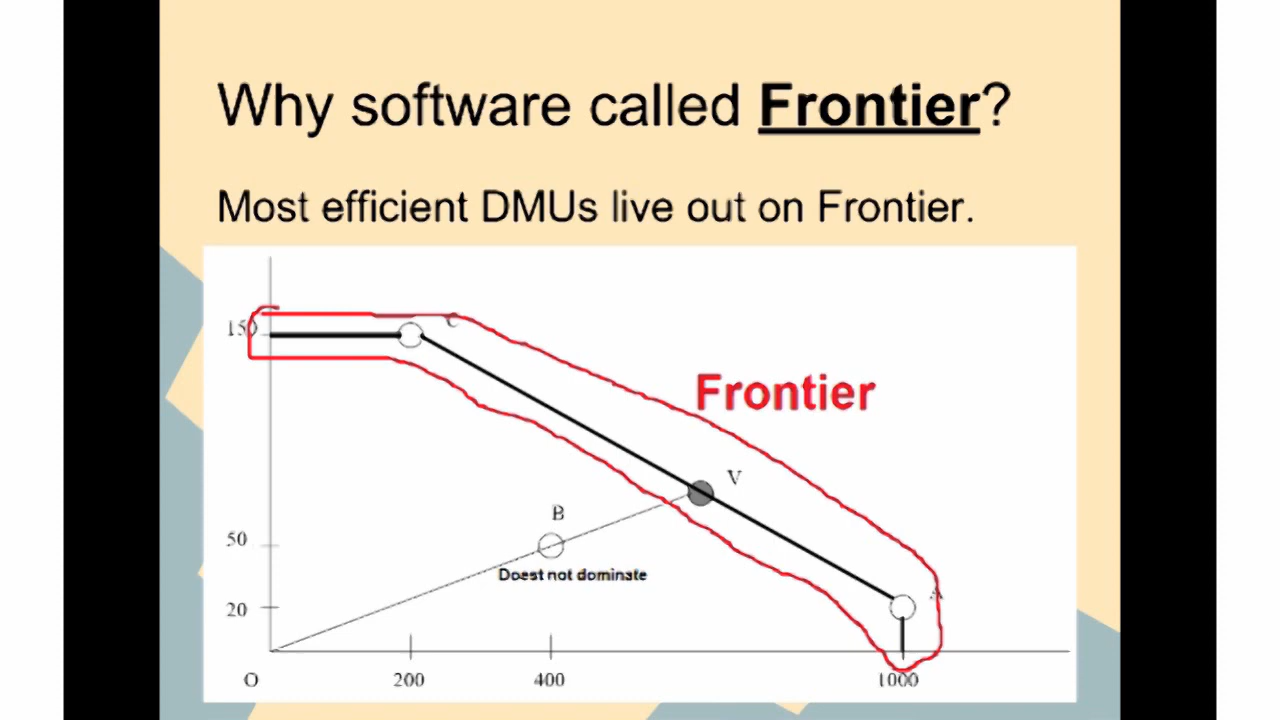 Why software called Frontier?
Most efficient DMUs live out on Frontier.
150
C
Frontier
V
B
50
Doest not dominate
A
20
O 200 400 1000